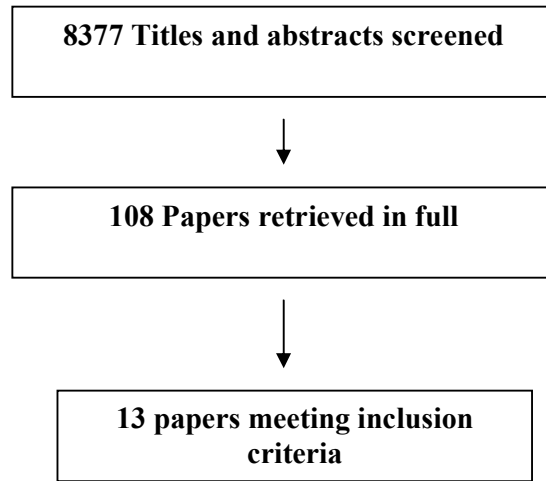 8377 Titles and abstracts screened
108 Papers retrieved in full
13 papers meeting inclusion
criteria